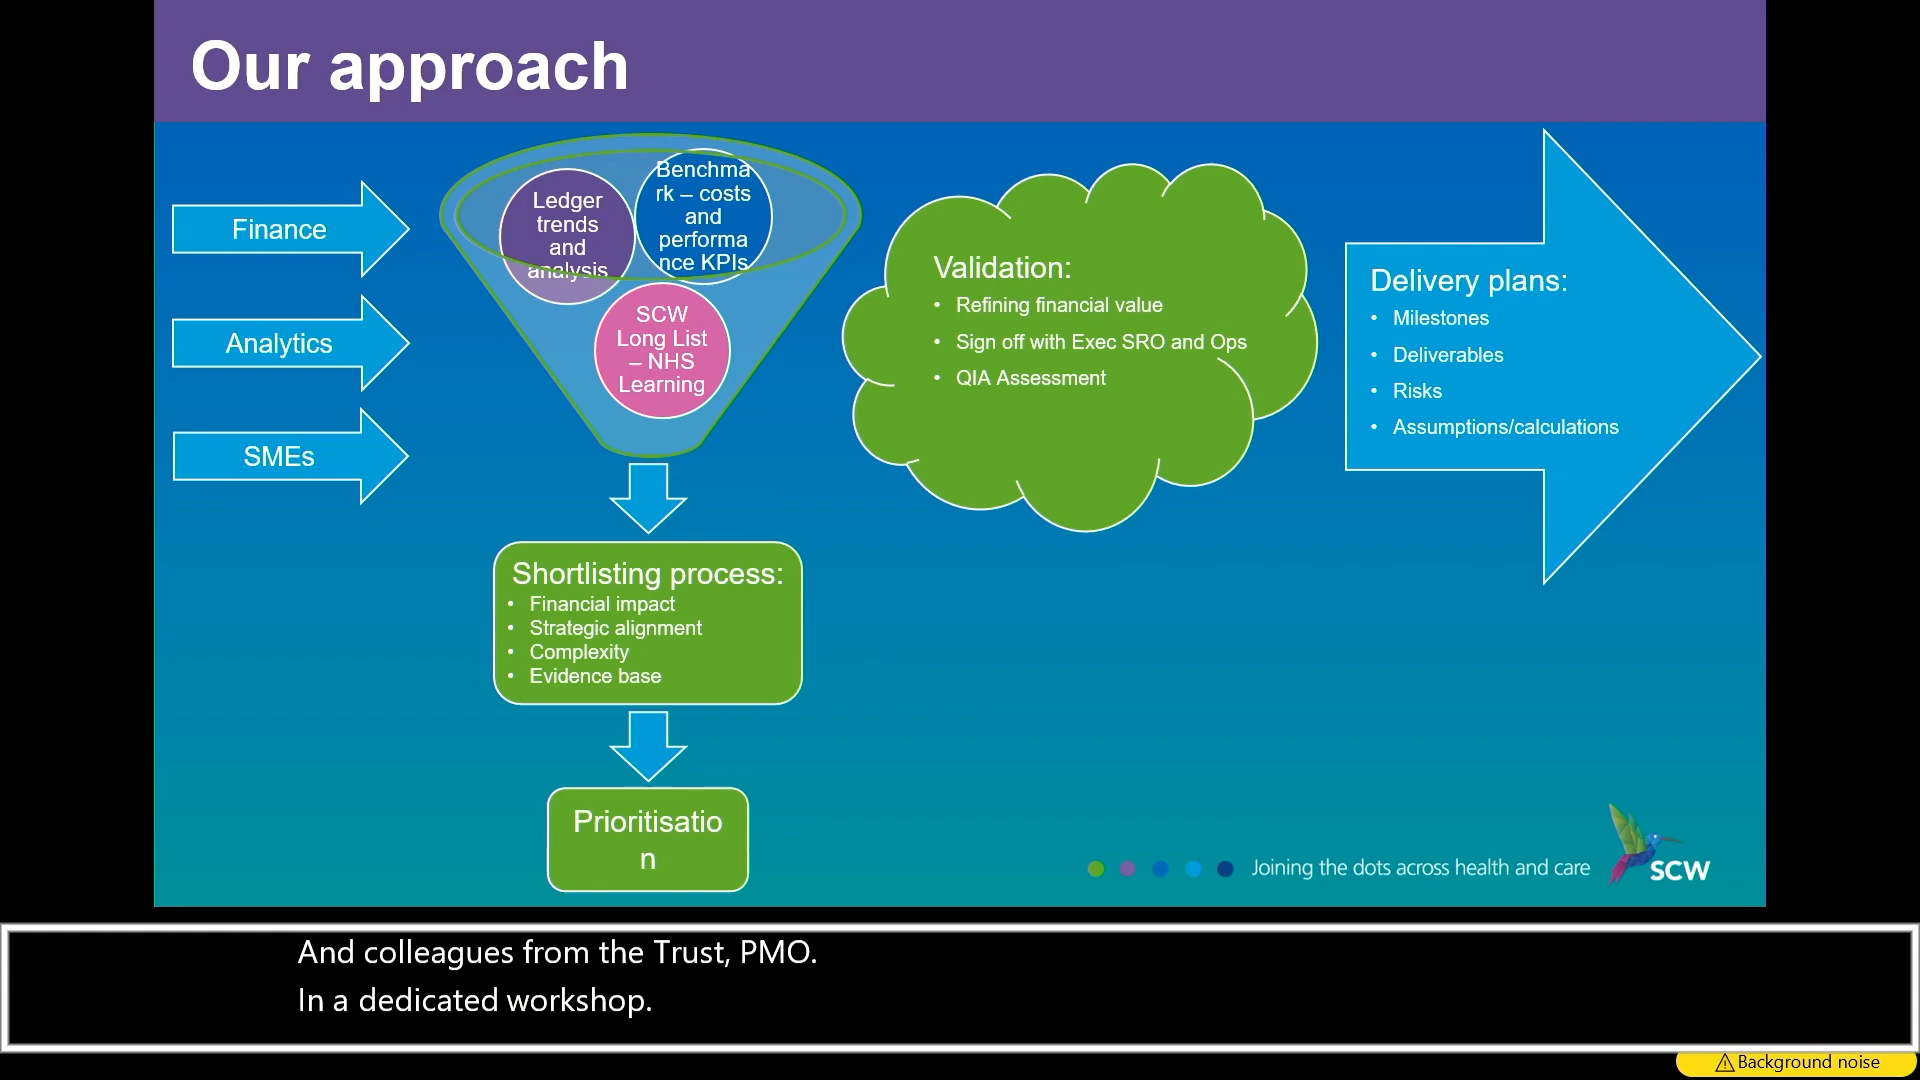 Our approach
Finance
Analytics
SMEs
Ledger
trends
and
analysis
Benchma
rk – costs
and
performa
nce KPIs
SCW
Long List
– NHS
Learning
Shortlisting process:
• Financial impact
• Strategic alignment
• Complexity
• Evidence base
Prioritisatio
n
Validation:
• Refining financial value
• Sign off with Exec SRO and Ops
• QIA Assessment
Delivery plans:
• Milestones
• Deliverables
• Risks
• Assumptions/calculations
Joining the dots across health and care
SCW
And colleagues from the Trust, PMO.
In a dedicated workshop.
Background noise